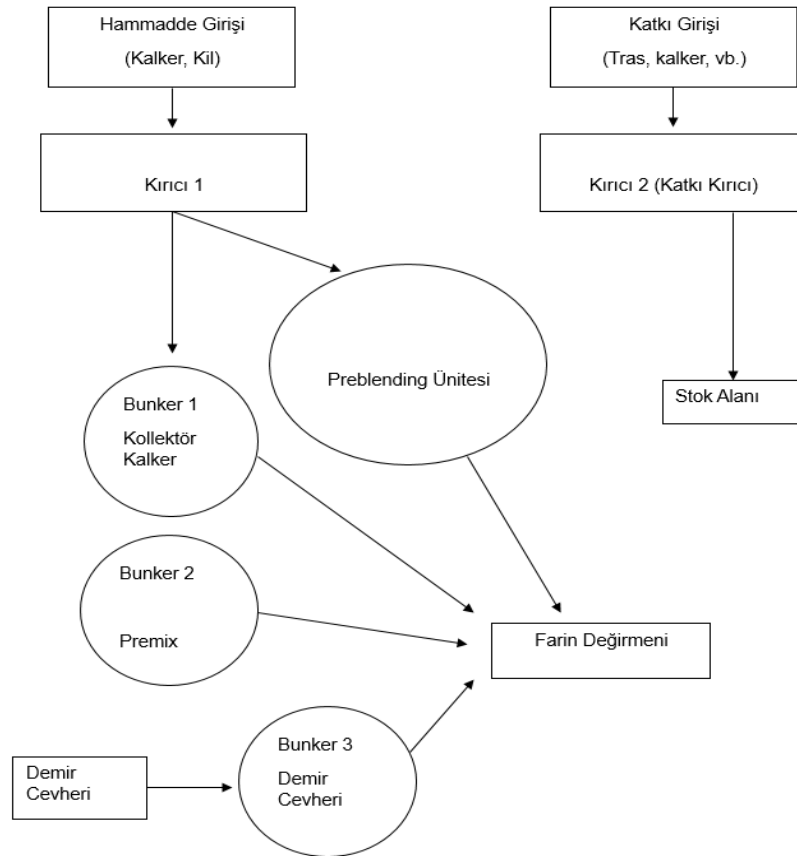 Hammadde Girişi
(Kalker, Kil)
Katkı Girişi
(Tras, kalker, vb.)
Kırıcı 1
Kırıcı 2 (Katkı Kırıcı)
Preblending Ünitesi
Stok Alanı
Bunker 1
Kollektör
Kalker
Bunker 2
Premix
Farin Değirmeni
Bunker 3
Demir
Cevheri
Demir
Cevheri